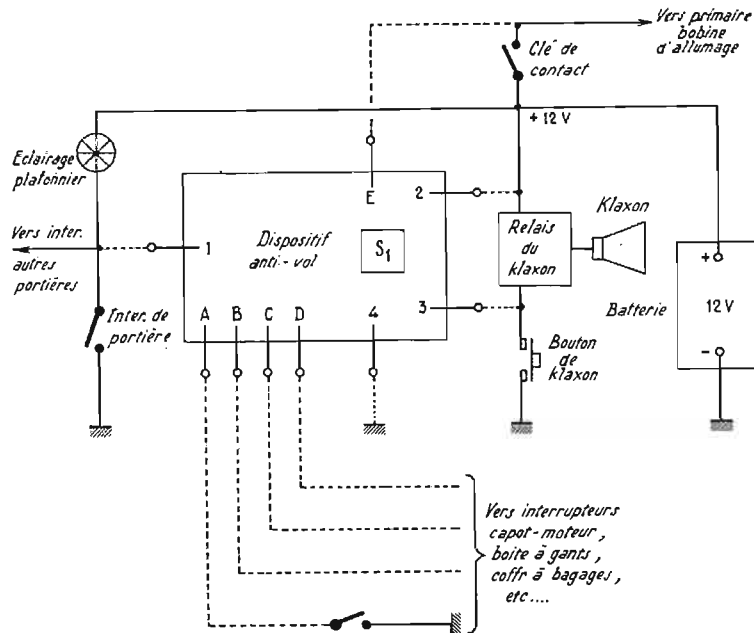 Vers primaire
bobine
d'allumage
Clé de
contact
+ 12 V
Eclairage
plafonnier
E
2
Klaxon
Vers inter.
autres
portières
1
Dispositif
anti-vol
S1
Relais
du
klaxon
Inter. de
portière
A
B
C
D
4
3
Batterie
+
12 V
-
Bouton
de
klaxon
Vers interrupteurs
capot-moteur,
boite à gants,
coffr à bagages,
etc....